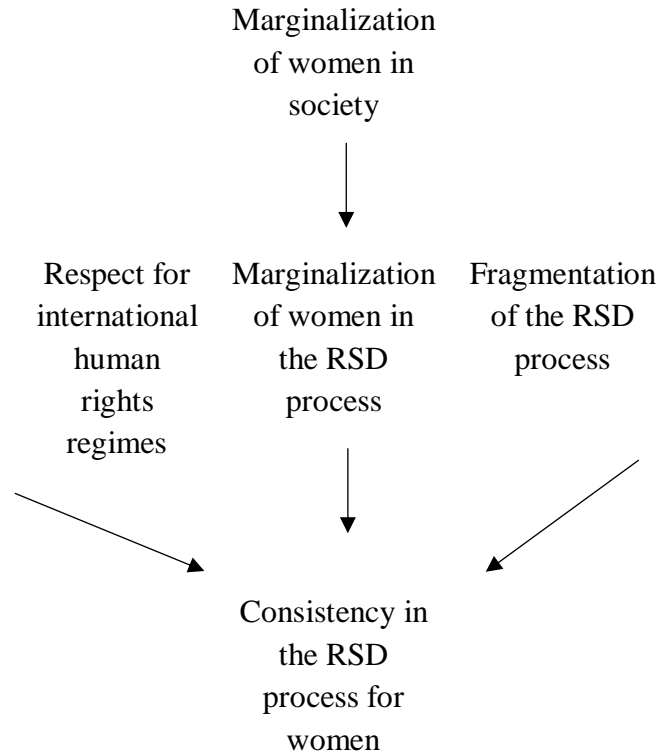 Marginalization
of women in
society
Respect for
international
human
rights
regimes
Marginalization
of women in
the RSD
process
Fragmentation
of the RSD
process
Consistency in
the RSD
process for
women